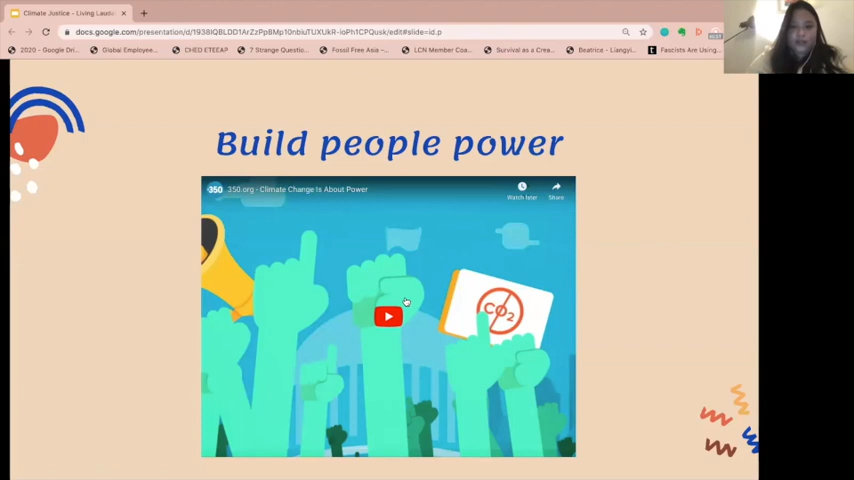 Climate Justice - Living Lauda
docs.google.com/presentation/d/1938IQBLDD1ArZzPpBMp10nbiuTUXUkR-ioPh1CPQusk/edit#slide=id.p
2020 - Google Dri...
Global Employee...
CHED ETEEAP
7 Strange Questio...
Fossil Free Asia –...
LCN Member Coa...
Survival as a Crea...
Beatrice - Liangyi...
Fascists Are Using...
Build people power
350
350.org - Climate Change Is About Power
Watch later
Share
CO2